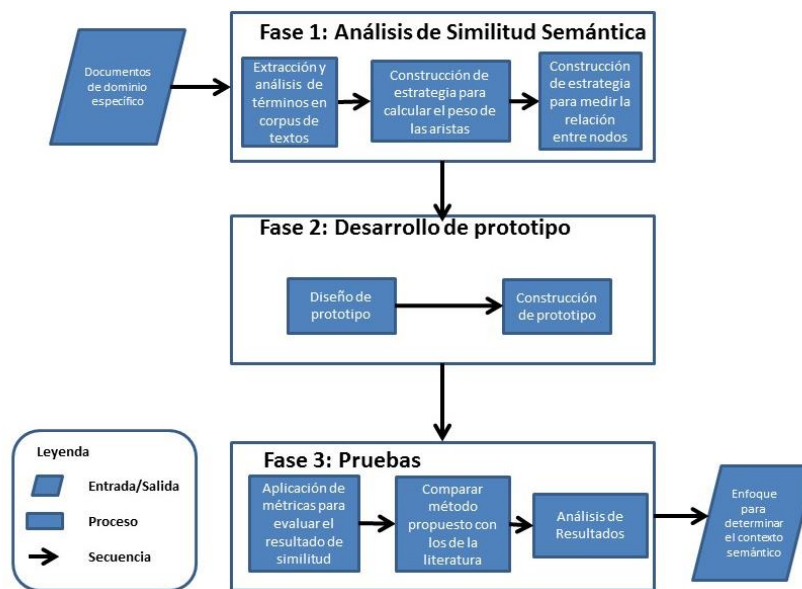 Fase 1: Análisis de Similitud Semántica
Documentos
de dominio
específico
Extracción y
análisis de
términos en
corpus de
textos
Construcción de
estrategia para
calcular el peso de
las aristas
Construcción
de estrategia
para medir la
relación
entre nodos
Fase 2: Desarrollo de prototipo
Diseño de
prototipo
Construcción
de prototipo
Fase 3: Pruebas
Aplicación de
métricas para
evaluar el
resultado de
similitud
Comparar
método
propuesto con
los de la
literatura
Análisis de
Resultados
Enfoque
para
determinar
el contexto
semántico
Leyenda
Entrada/Salida
Proceso
Secuencia